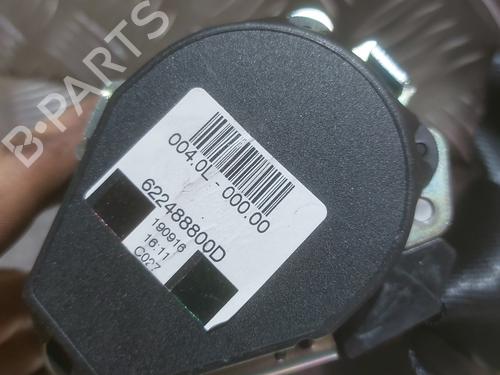 B-PARTS
004.0L - 000.00
622488800D
190916
16:11
C027